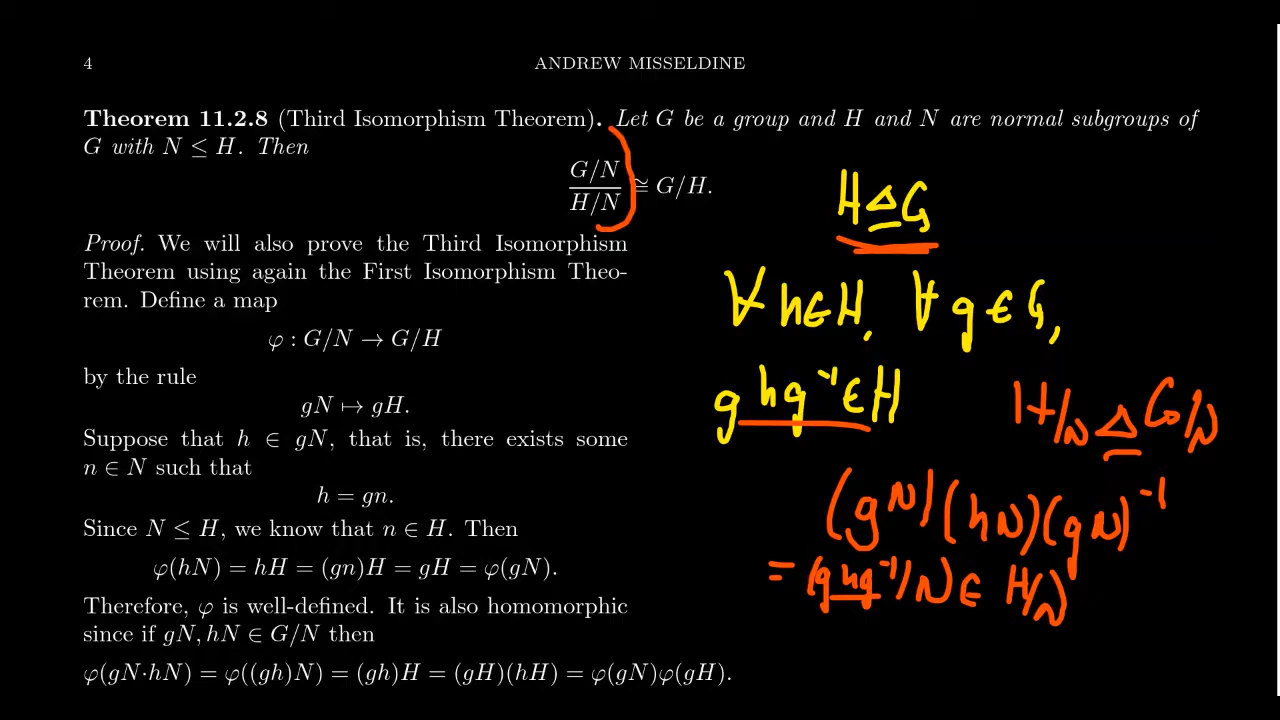 4 ANDREW MISSELDINE
Theorem 11.2.8 (Third Isomorphism Theorem). Let G be a group and H and N are normal subgroups of
G with N ≤ H. Then
G/N
H/N
≅ G/H.
Proof. We will also prove the Third Isomorphism
Theorem using again the First Isomorphism Theo-
rem. Define a map
φ : G/N → G/H
by the rule
gN ↦ gH.
Suppose that h ∈ gN, that is, there exists some
n ∈ N such that
h = gn.
Since N ≤ H, we know that n ∈ H. Then
φ(hN) = hH = (gn)H = gH = φ(gN).
Therefore, φ is well-defined. It is also homomorphic
since if gN, hN ∈ G/N then
φ(gN·hN) = φ((gh)N) = (gh)H = (gH)(hH) = φ(gN)φ(gH).
H ⊴ G
∀ h∈H, ∀ g ∈ G,
g h g⁻¹ ∈ H
H/N ⊴ G/N
(gN)(hN)(gN)⁻¹
= (ghg⁻¹)N ∈ H/N